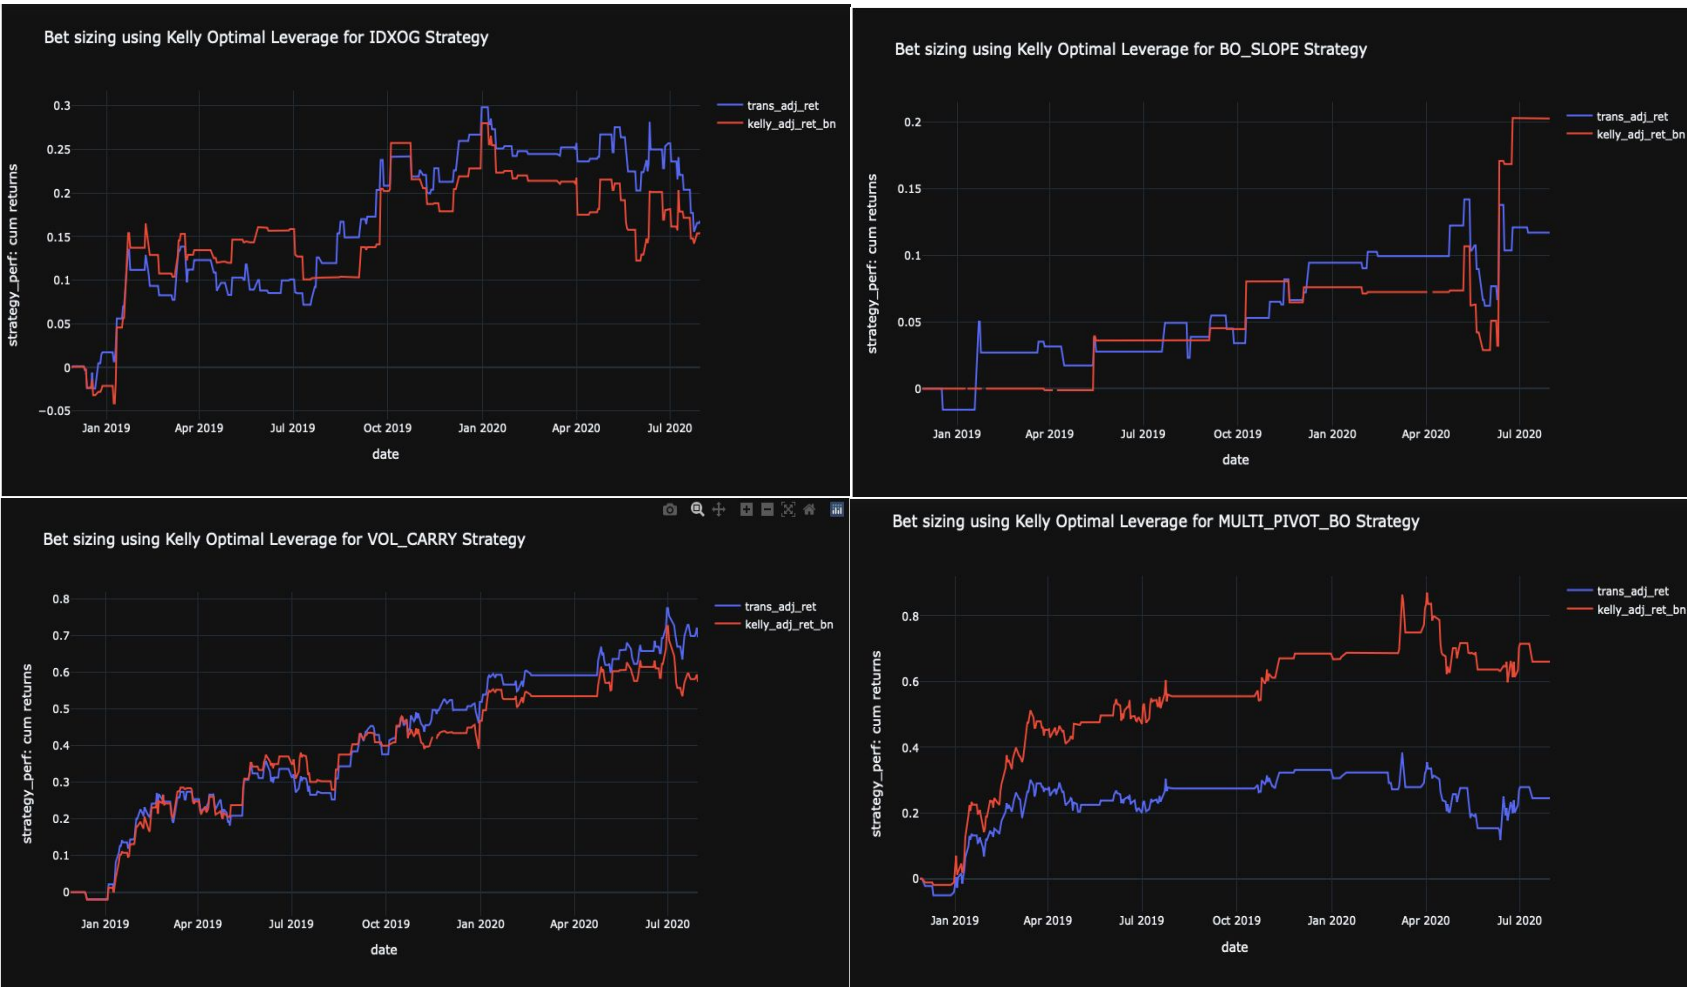 Bet sizing using Kelly Optimal Leverage for IDXOG Strategy
trans_adj_ret
kelly_adj_ret_bn
strategy_perf: cum returns
0.3
0.25
0.2
0.15
0.1
0.05
0
−0.05
Jan 2019 Apr 2019 Jul 2019 Oct 2019 Jan 2020 Apr 2020 Jul 2020
date
Bet sizing using Kelly Optimal Leverage for BO_SLOPE Strategy
trans_adj_ret
kelly_adj_ret_bn
strategy_perf: cum returns
0.2
0.15
0.1
0.05
0
Jan 2019 Apr 2019 Jul 2019 Oct 2019 Jan 2020 Apr 2020 Jul 2020
date
Bet sizing using Kelly Optimal Leverage for VOL_CARRY Strategy
trans_adj_ret
kelly_adj_ret_bn
strategy_perf: cum returns
0.8
0.7
0.6
0.5
0.4
0.3
0.2
0.1
0
Jan 2019 Apr 2019 Jul 2019 Oct 2019 Jan 2020 Apr 2020 Jul 2020
date
Bet sizing using Kelly Optimal Leverage for MULTI_PIVOT_BO Strategy
trans_adj_ret
kelly_adj_ret_bn
strategy_perf: cum returns
0.8
0.6
0.4
0.2
0
Jan 2019 Apr 2019 Jul 2019 Oct 2019 Jan 2020 Apr 2020 Jul 2020
date